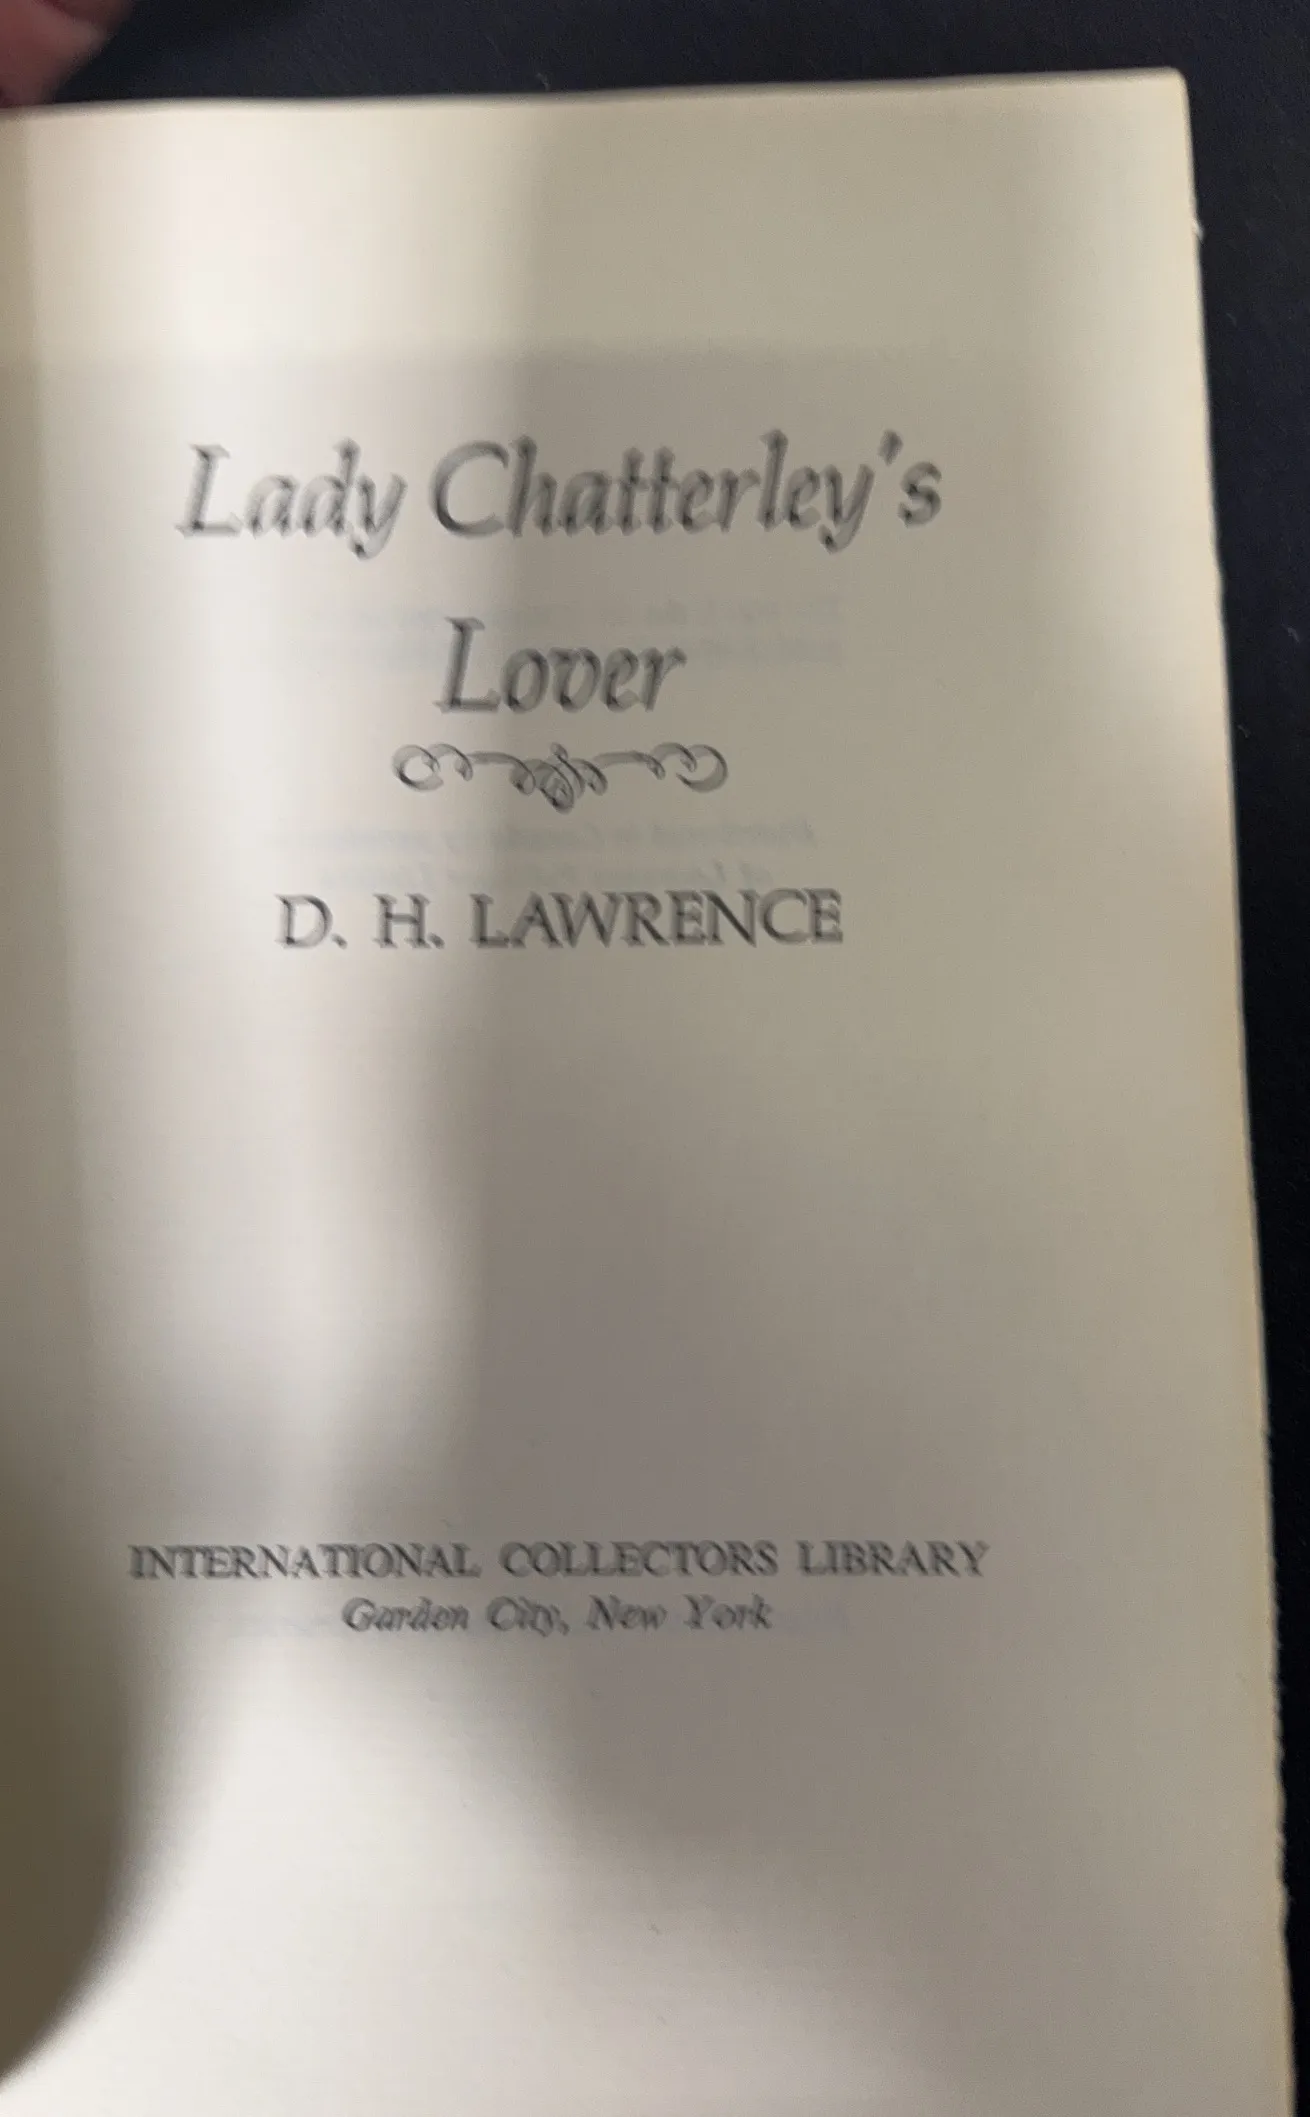 Lady Chatterley's
Lover
D. H. LAWRENCE
INTERNATIONAL COLLECTORS LIBRARY
Garden City, New York